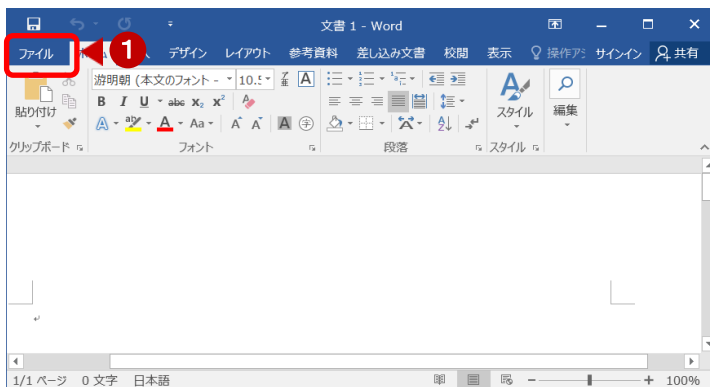 文書 1 - Word
ファイル
1
デザイン レイアウト 参考資料 差し込み文書 校閲 表示 操作アシ サインイン 共有
游明朝 (本文のフォント - 10.5
B I U abc X₂ X² A
A aby A Aa A A A 字
貼り付け
スタイル
編集
クリップボード フォント 段落 スタイル
1/1 ページ 0 文字 日本語 100%